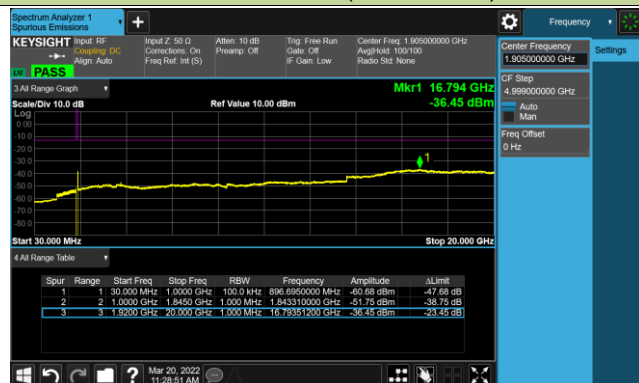 Spectrum Analyzer 1
Spurious Emissions
Frequency
KEYSIGHT
Input: RF
Coupling: DC
Align: Auto
Input Z: 50 Ω
Corrections: On
Freq Ref: Int (S)
Atten: 10 dB
Preamp: Off
Trig: Free Run
Gate: Off
IF Gain: Low
Center Freq: 1.905000000 GHz
Avg|Hold: 100/100
Radio Std: None
PASS
Center Frequency
1.905000000 GHz
Settings
CF Step
4.999000000 GHz
Auto
Man
Freq Offset
0 Hz
3 All Range Graph
Mkr1 16.794 GHz
-36.45 dBm
Scale/Div 10.0 dB
Ref Value 10.00 dBm
Log
0.00
-10.0
-20.0
-30.0
-40.0
-50.0
-60.0
-70.0
-80.0
1
Start 30.000 MHz
Stop 20.000 GHz
4 All Range Table
Spur Range Start Freq Stop Freq RBW Frequency Amplitude ΔLimit
1 1 30.000 MHz 1.0000 GHz 100.0 kHz 896.6950000 MHz -60.68 dBm -47.68 dB
2 2 1.0000 GHz 1.8450 GHz 1.000 MHz 1.843310000 GHz -51.75 dBm -38.75 dB
3 3 1.9200 GHz 20.000 GHz 1.000 MHz 16.79351200 GHz -36.45 dBm -23.45 dB
Mar 20, 2022
11:28:51 AM